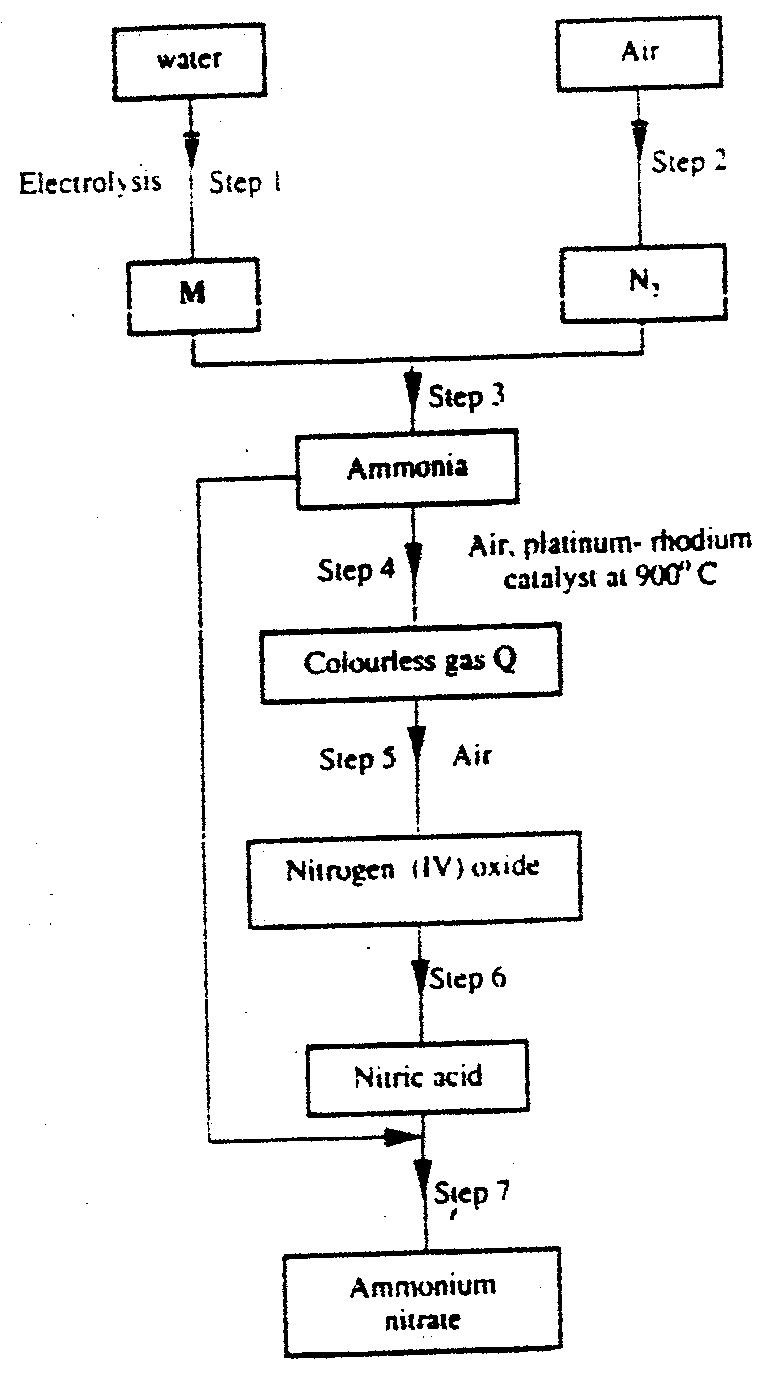 water
Air
Electrolysis
Step 1
Step 2
M
N₂
Step 3
Ammonia
Step 4
Air, platinum- rhodium
catalyst at 900° C
Colourless gas Q
Step 5
Air
Nitrogen (IV) oxide
Step 6
Nitric acid
Step 7
Ammonium
nitrate